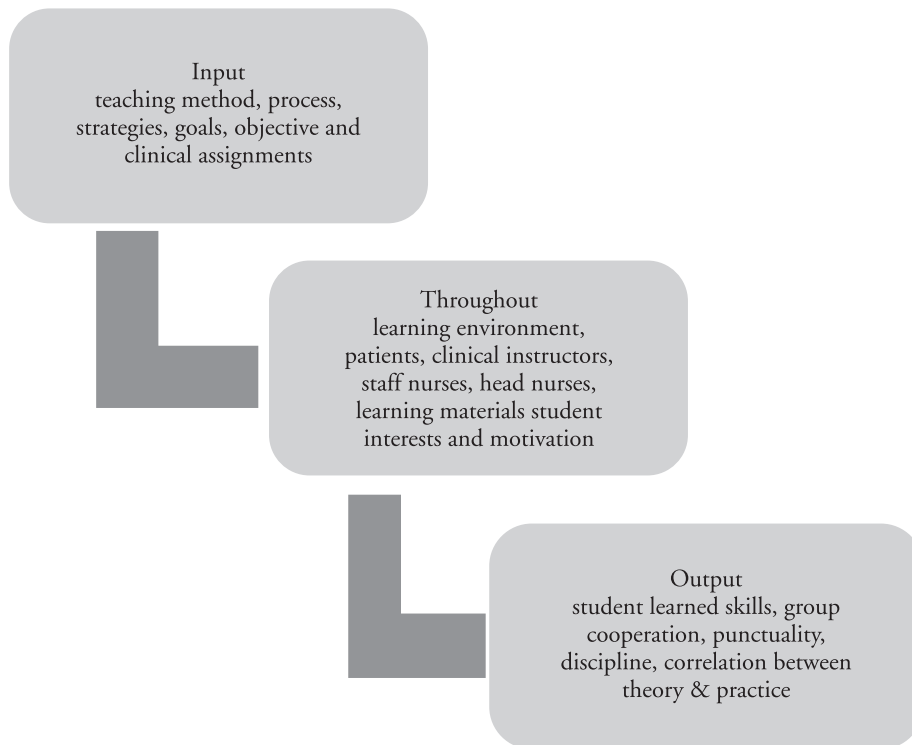 Input
teaching method, process,
strategies, goals, objective and
clinical assignments
Throughout
learning environment,
patients, clinical instructors,
staff nurses, head nurses,
learning materials student
interests and motivation
Output
student learned skills, group
cooperation, punctuality,
discipline, correlation between
theory & practice